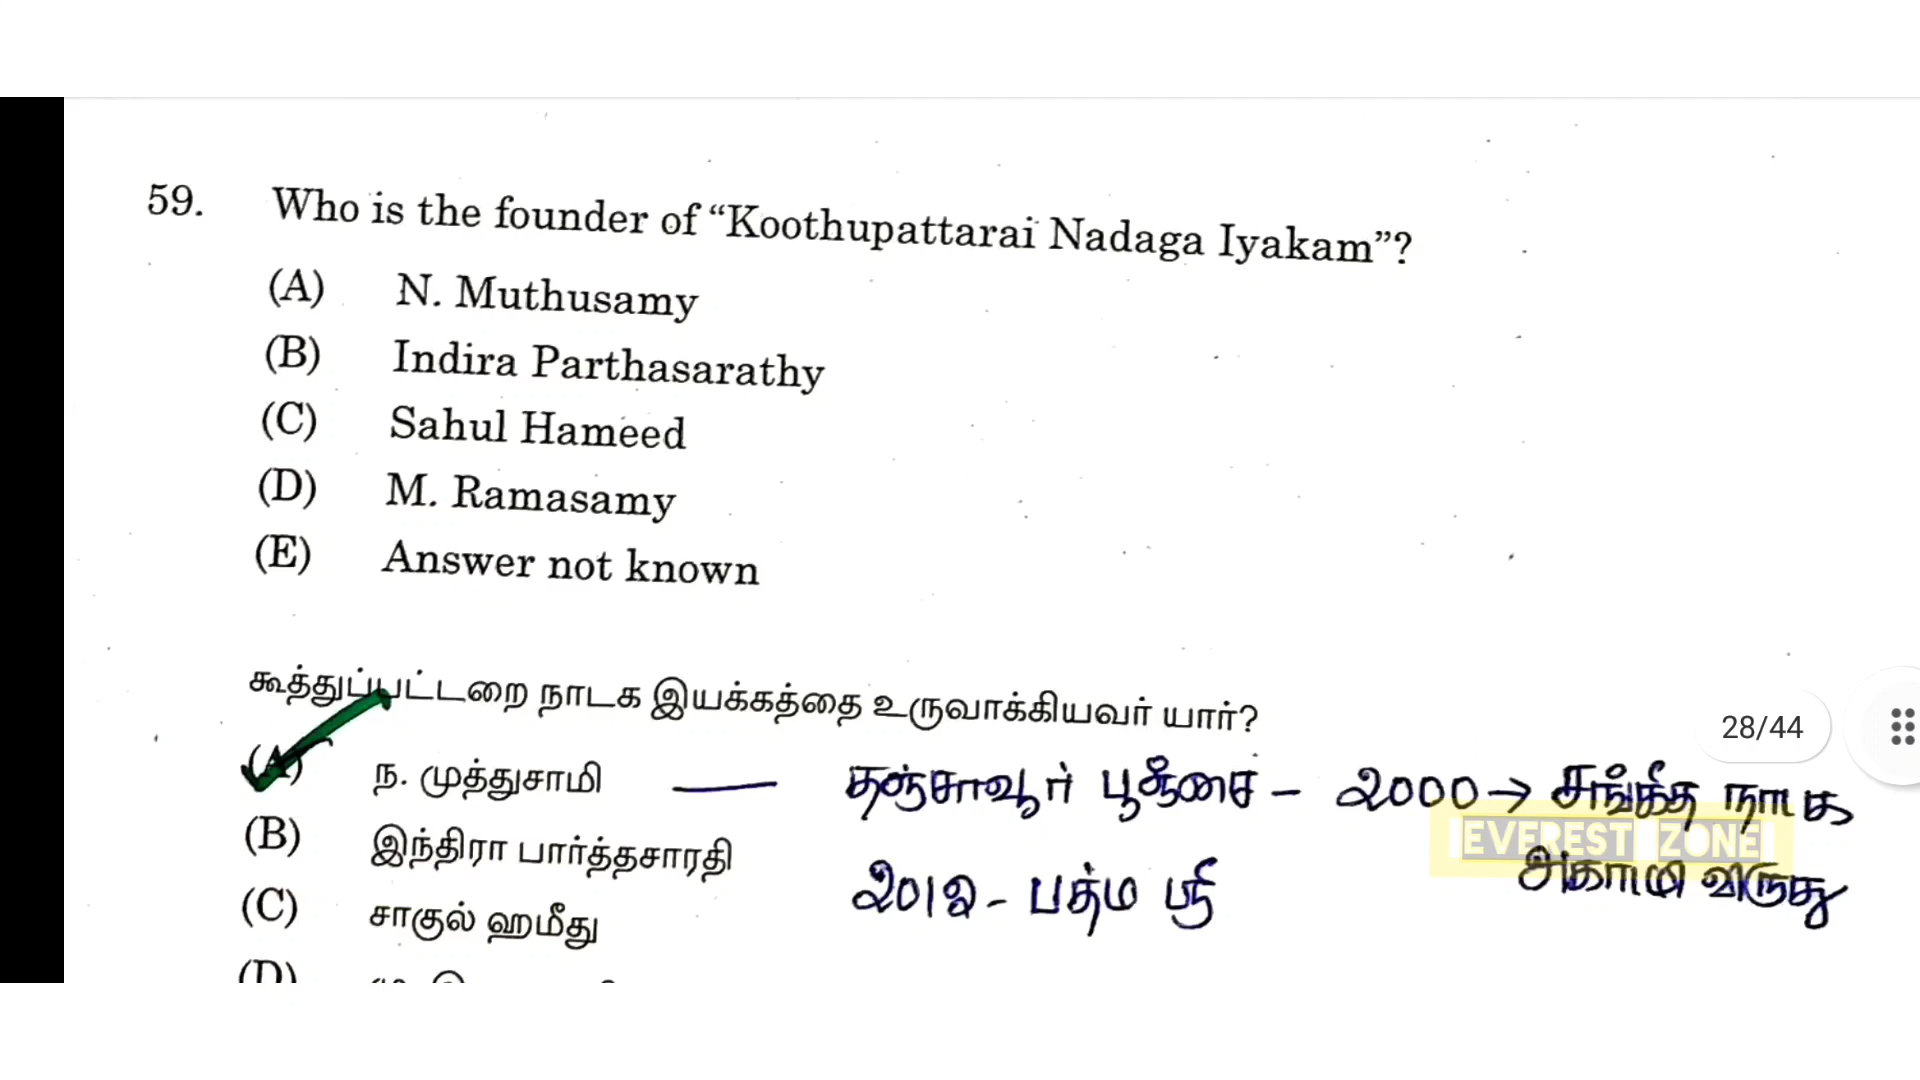 59. Who is the founder of “Koothupattarai Nadaga Iyakam”?
(A) N. Muthusamy
(B) Indira Parthasarathy
(C) Sahul Hameed
(D) M. Ramasamy
(E) Answer not known
கூத்துப்பட்டறை நாடக இயக்கத்தை உருவாக்கியவர் யார்?
28/44
(A) ந. முத்துசாமி — தஞ்சாவூர் பூஞ்சை - 2000 → சங்கீத நாடக
EVEREST ZONE
(B) இந்திரா பார்த்தசாரதி
அகாடமி விருது
2012 - பத்ம ஸ்ரீ
(C) சாகுல் ஹமீது
(D)